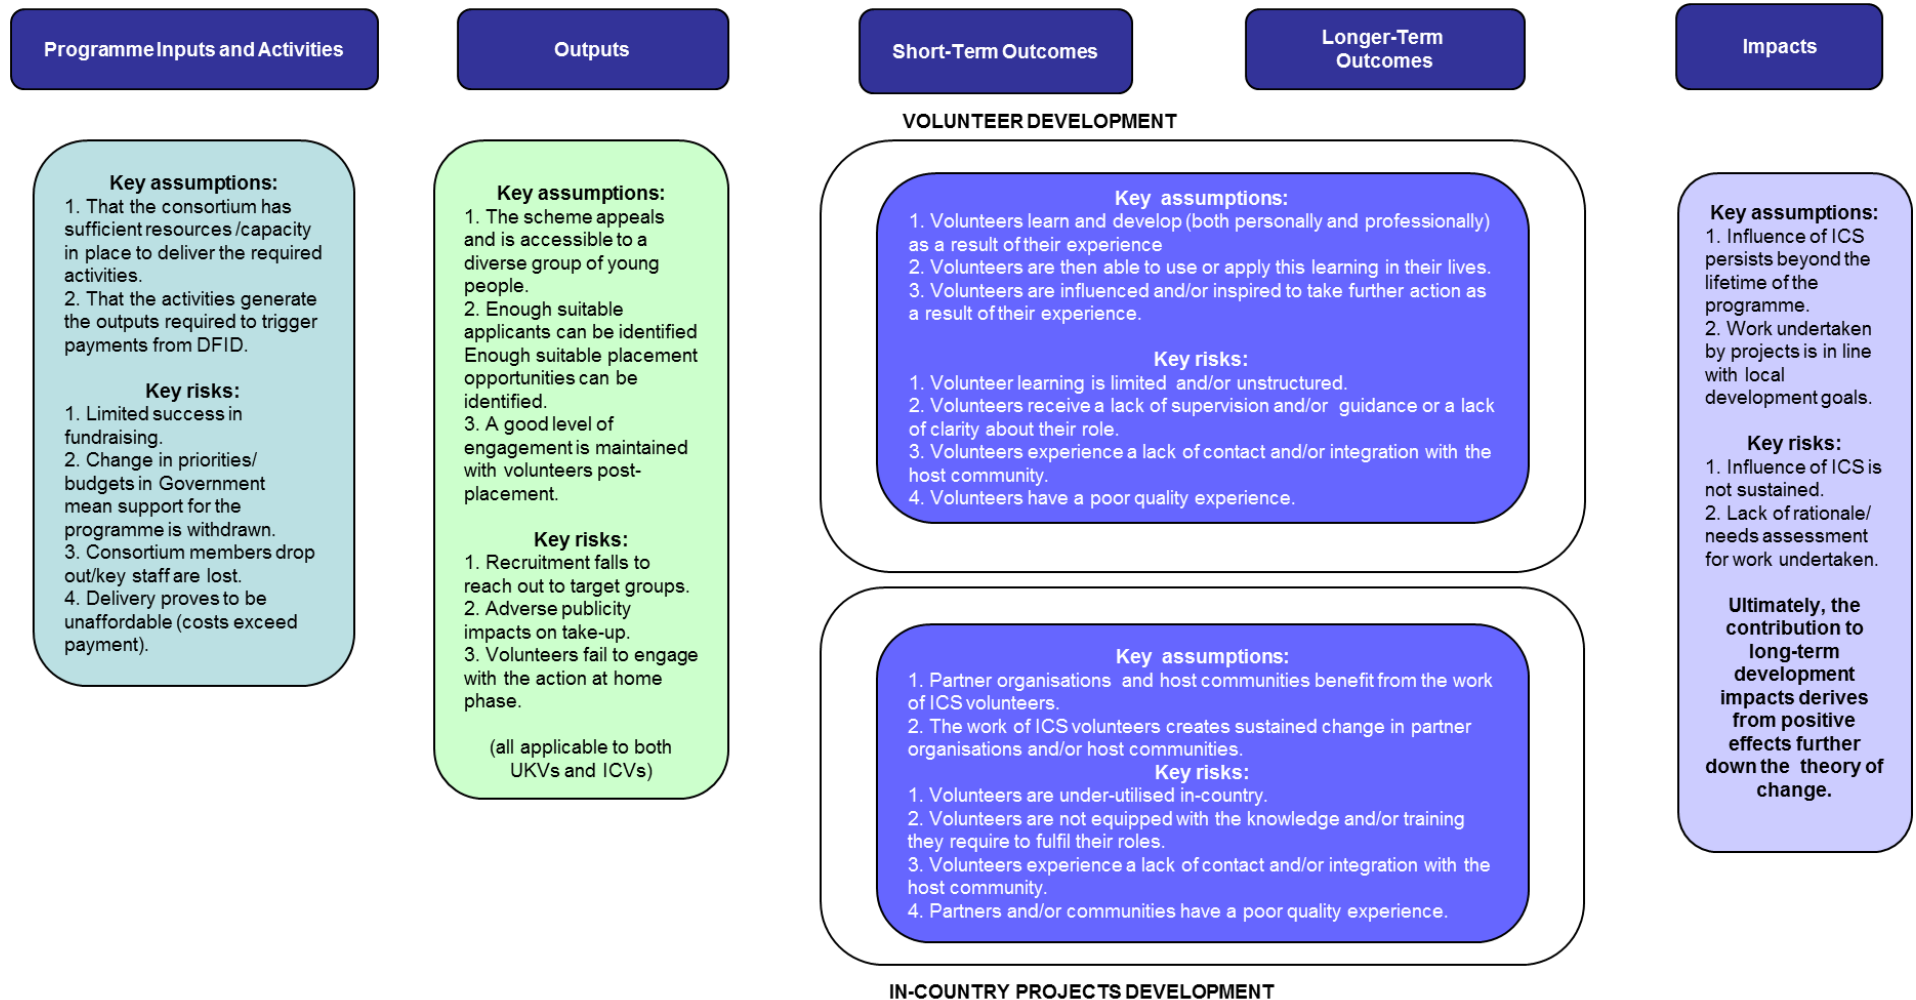 Programme Inputs and Activities
Outputs
Short-Term Outcomes
Longer-Term
Outcomes
Impacts
VOLUNTEER DEVELOPMENT
Key assumptions:
1. That the consortium has
sufficient resources /capacity
in place to deliver the required
activities.
2. That the activities generate
the outputs required to trigger
payments from DFID.
Key risks:
1. Limited success in
fundraising.
2. Change in priorities/
budgets in Government
mean support for the
programme is withdrawn.
3. Consortium members drop
out/key staff are lost.
4. Delivery proves to be
unaffordable (costs exceed
payment).
Key assumptions:
1. The scheme appeals
and is accessible to a
diverse group of young
people.
2. Enough suitable
applicants can be identified
Enough suitable placement
opportunities can be
identified.
3. A good level of
engagement is maintained
with volunteers post-
placement.
Key risks:
1. Recruitment falls to
reach out to target groups.
2. Adverse publicity
impacts on take-up.
3. Volunteers fail to engage
with the action at home
phase.
(all applicable to both
UKVs and ICVs)
Key assumptions:
1. Volunteers learn and develop (both personally and professionally)
as a result of their experience
2. Volunteers are then able to use or apply this learning in their lives.
3. Volunteers are influenced and/or inspired to take further action as
a result of their experience.
Key risks:
1. Volunteer learning is limited and/or unstructured.
2. Volunteers receive a lack of supervision and/or guidance or a lack
of clarity about their role.
3. Volunteers experience a lack of contact and/or integration with the
host community.
4. Volunteers have a poor quality experience.
Key assumptions:
1. Partner organisations and host communities benefit from the work
of ICS volunteers.
2. The work of ICS volunteers creates sustained change in partner
organisations and/or host communities.
Key risks:
1. Volunteers are under-utilised in-country.
2. Volunteers are not equipped with the knowledge and/or training
they require to fulfil their roles.
3. Volunteers experience a lack of contact and/or integration with the
host community.
4. Partners and/or communities have a poor quality experience.
IN-COUNTRY PROJECTS DEVELOPMENT
Key assumptions:
1. Influence of ICS
persists beyond the
lifetime of the
programme.
2. Work undertaken
by projects is in line
with local
development goals.
Key risks:
1. Influence of ICS is
not sustained.
2. Lack of rationale/
needs assessment
for work undertaken.
Ultimately, the
contribution to
long-term
development
impacts derives
from positive
effects further
down the theory of
change.